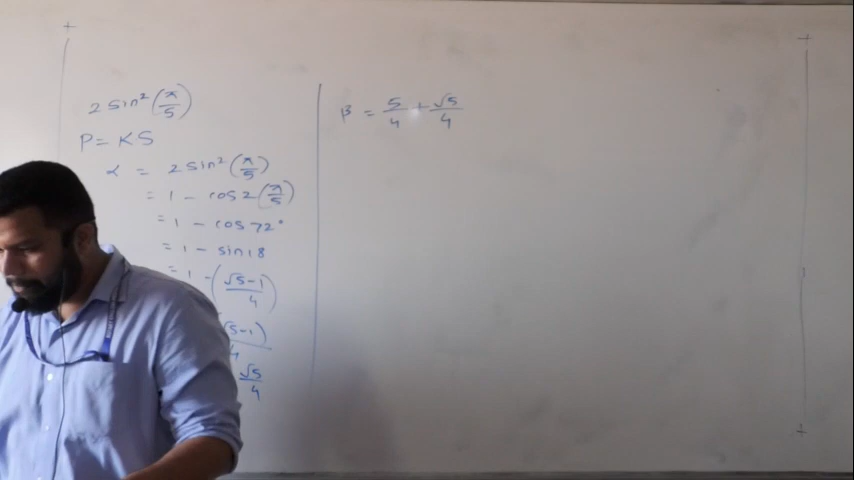 2 sin² (π/5)
P = KS
α = 2 sin² (π/5)
= 1 - cos 2 (π/5)
= 1 - cos 72°
= 1 - sin 18
= 1 - (√5-1 / 4)
√5-1) / 4
√5/4
β = 5/4 + √5/4